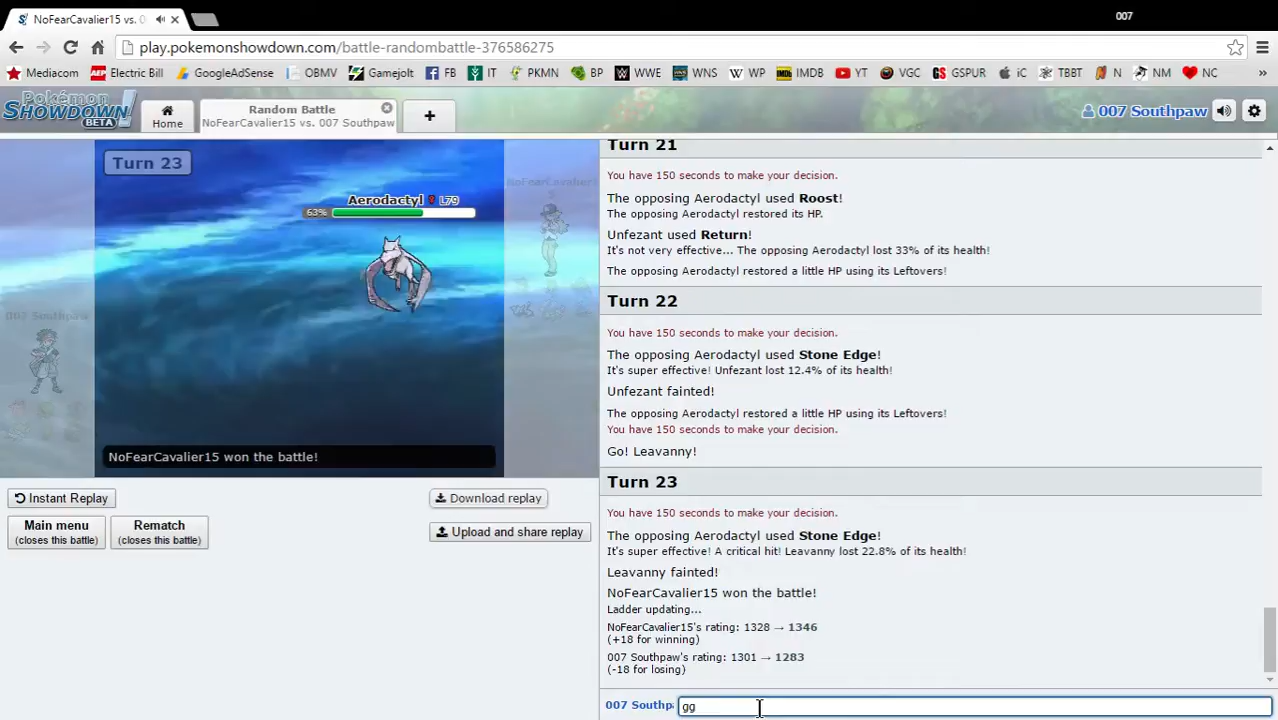 NoFearCavalier15 vs. 0
007
play.pokemonshowdown.com/battle-randombattle-376586275
Mediacom AEP Electric Bill GoogleAdSense OBMV Gamejolt FB IT PKMN BP WWE WNS W WP IMDB IMDB YT VGC GS GSPUR iC TBBT N NM NC »
Pokémon
SHOWDOWN
BETA
Home
Random Battle
NoFearCavalier15 vs. 007 Southpaw
+
007 Southpaw
Turn 23
Aerodactyl L79
63%
NoFearCavalier15
007 Southpaw
NoFearCavalier15 won the battle!
Instant Replay
Download replay
Main menu
(closes this battle)
Rematch
(closes this battle)
Upload and share replay
Turn 21
You have 150 seconds to make your decision.
The opposing Aerodactyl used Roost!
The opposing Aerodactyl restored its HP.
Unfezant used Return!
It's not very effective... The opposing Aerodactyl lost 33% of its health!
The opposing Aerodactyl restored a little HP using its Leftovers!
Turn 22
You have 150 seconds to make your decision.
The opposing Aerodactyl used Stone Edge!
It's super effective! Unfezant lost 12.4% of its health!
Unfezant fainted!
The opposing Aerodactyl restored a little HP using its Leftovers!
You have 150 seconds to make your decision.
Go! Leavanny!
Turn 23
You have 150 seconds to make your decision.
The opposing Aerodactyl used Stone Edge!
It's super effective! A critical hit! Leavanny lost 22.8% of its health!
Leavanny fainted!
NoFearCavalier15 won the battle!
Ladder updating...
NoFearCavalier15's rating: 1328 → 1346
(+18 for winning)
007 Southpaw's rating: 1301 → 1283
(-18 for losing)
007 Southp
gg